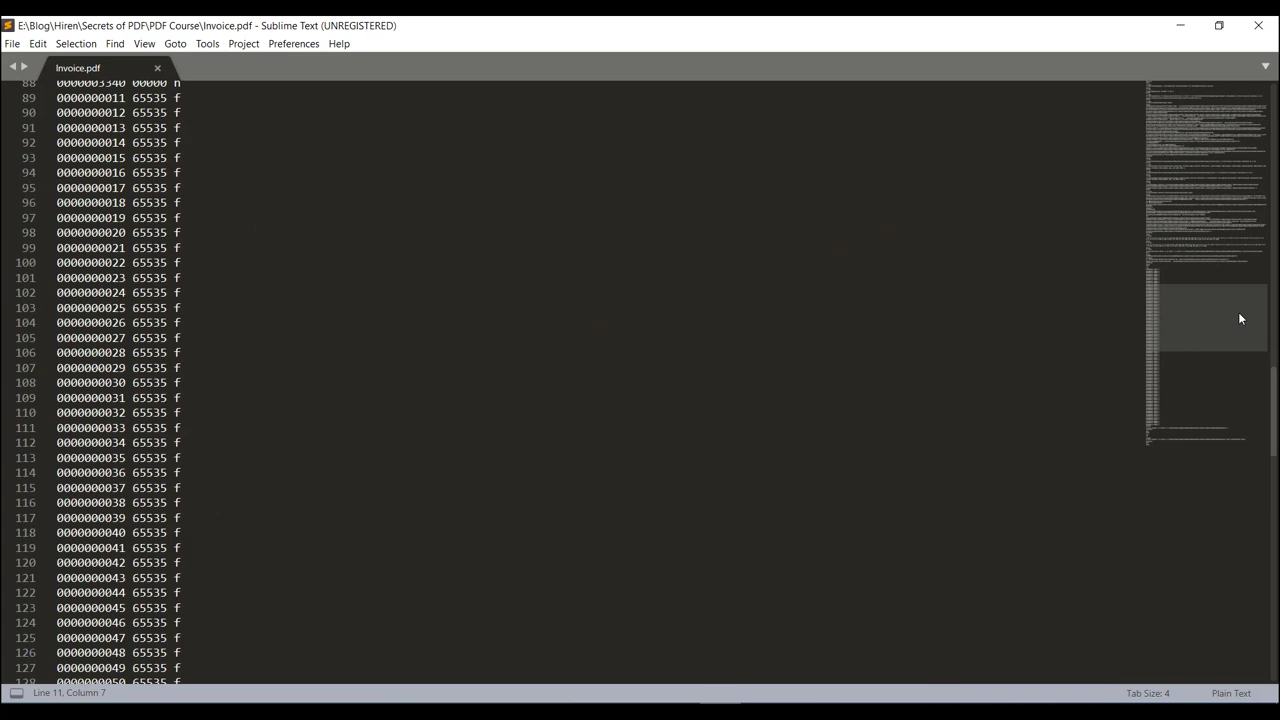 E:\Blog\Hiren\Secrets of PDF\PDF Course\Invoice.pdf - Sublime Text (UNREGISTERED)
File Edit Selection Find View Goto Tools Project Preferences Help
Invoice.pdf
88 0000003340 00000 n
89 0000000011 65535 f
90 0000000012 65535 f
91 0000000013 65535 f
92 0000000014 65535 f
93 0000000015 65535 f
94 0000000016 65535 f
95 0000000017 65535 f
96 0000000018 65535 f
97 0000000019 65535 f
98 0000000020 65535 f
99 0000000021 65535 f
100 0000000022 65535 f
101 0000000023 65535 f
102 0000000024 65535 f
103 0000000025 65535 f
104 0000000026 65535 f
105 0000000027 65535 f
106 0000000028 65535 f
107 0000000029 65535 f
108 0000000030 65535 f
109 0000000031 65535 f
110 0000000032 65535 f
111 0000000033 65535 f
112 0000000034 65535 f
113 0000000035 65535 f
114 0000000036 65535 f
115 0000000037 65535 f
116 0000000038 65535 f
117 0000000039 65535 f
118 0000000040 65535 f
119 0000000041 65535 f
120 0000000042 65535 f
121 0000000043 65535 f
122 0000000044 65535 f
123 0000000045 65535 f
124 0000000046 65535 f
125 0000000047 65535 f
126 0000000048 65535 f
127 0000000049 65535 f
128 0000000050 65535 f
Line 11, Column 7 Tab Size: 4 Plain Text